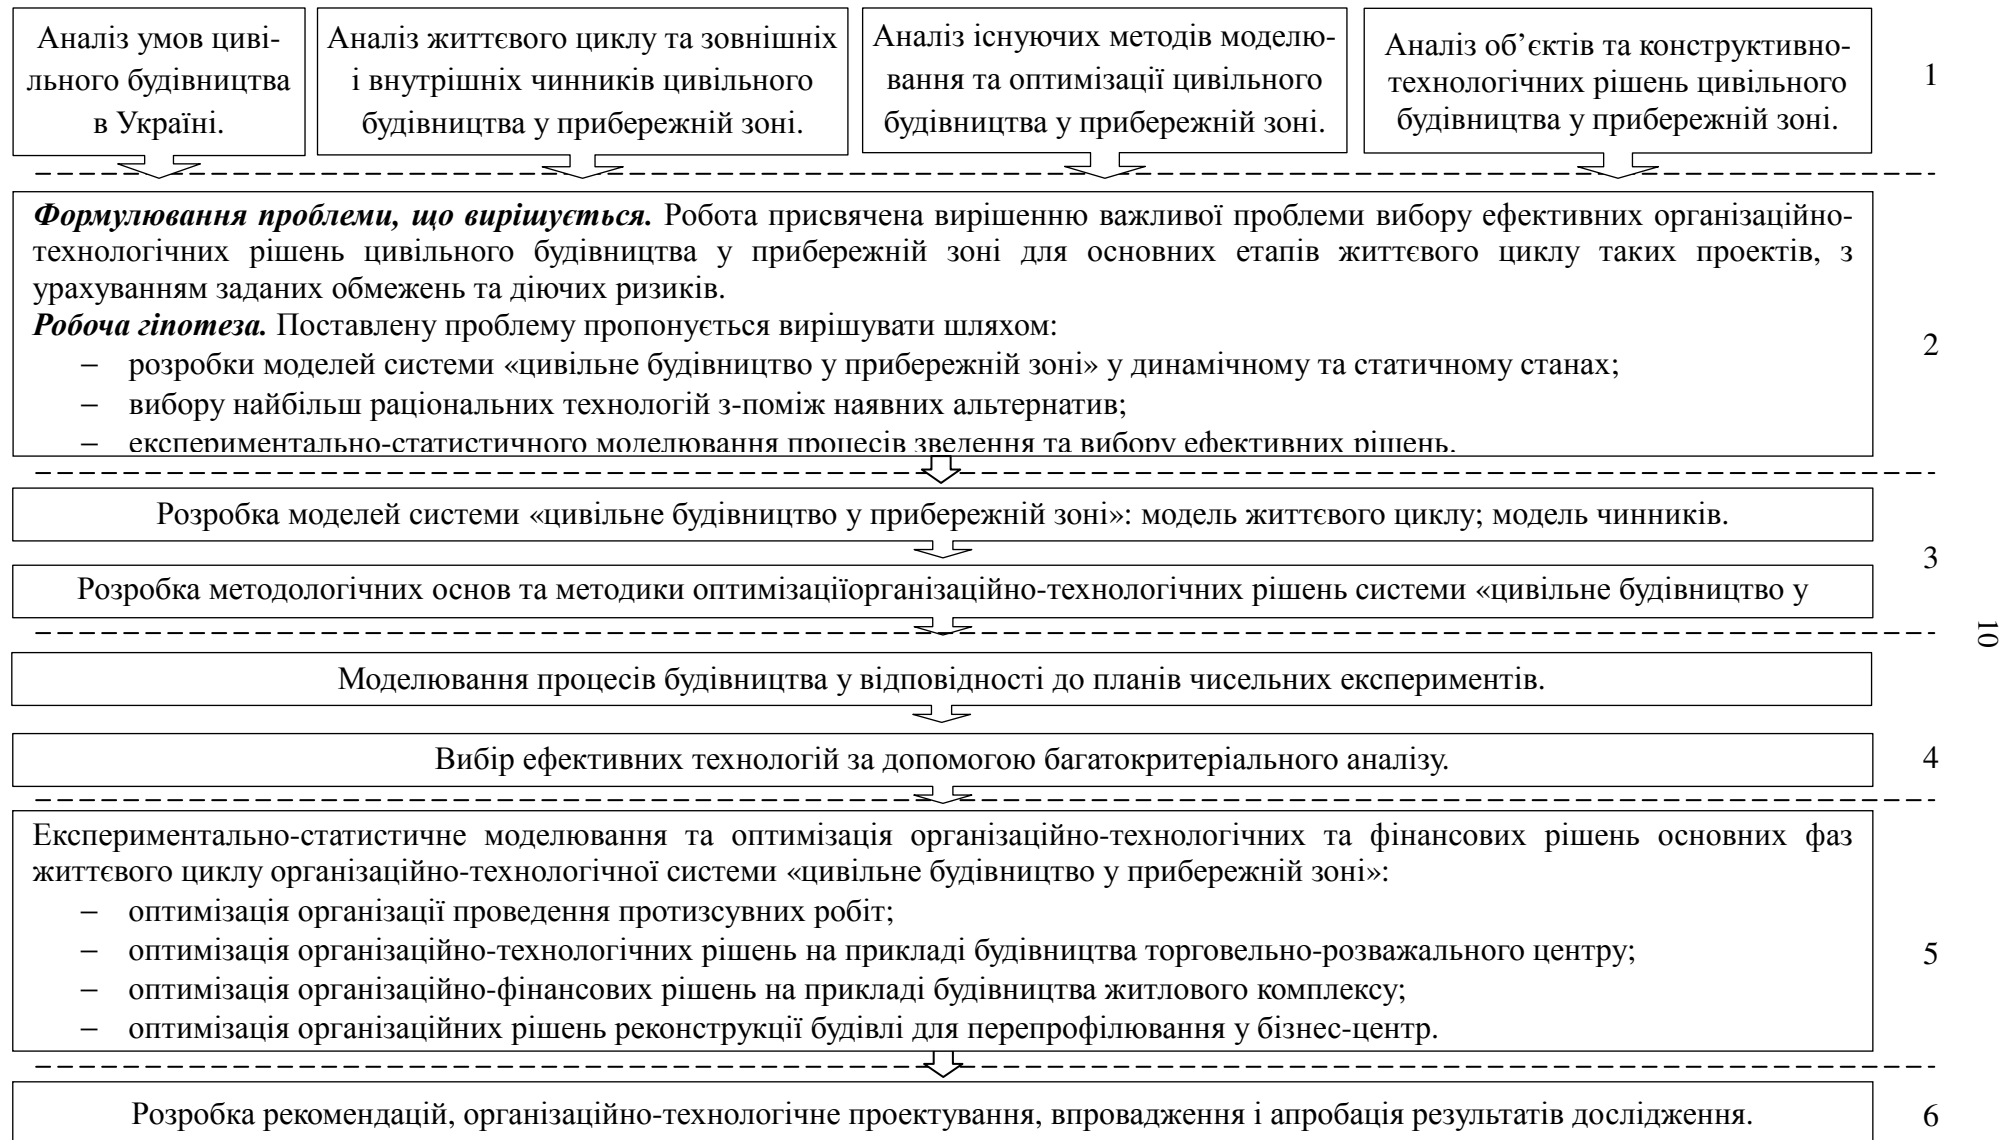 Аналіз умов циві-
льного будівництва
в Україні.
Аналіз життєвого циклу та зовнішніх
і внутрішніх чинників цивільного
будівництва у прибережній зоні.
Аналіз існуючих методів моделю-
вання та оптимізації цивільного
будівництва у прибережній зоні.
Аналіз об’єктів та конструктивно-
технологічних рішень цивільного
будівництва у прибережній зоні.
1
Формулювання проблеми, що вирішується. Робота присвячена вирішенню важливої проблеми вибору ефективних організаційно-
технологічних рішень цивільного будівництва у прибережній зоні для основних етапів життєвого циклу таких проектів, з
урахуванням заданих обмежень та діючих ризиків.
Робоча гіпотеза. Поставлену проблему пропонується вирішувати шляхом:
– розробки моделей системи «цивільне будівництво у прибережній зоні» у динамічному та статичному станах;
– вибору найбільш раціональних технологій з-поміж наявних альтернатив;
– експериментально-статистичного моделювання процесів зведення та вибору ефективних рішень.
2
Розробка моделей системи «цивільне будівництво у прибережній зоні»: модель життєвого циклу; модель чинників.
3
Розробка методологічних основ та методики оптимізаціїорганізаційно-технологічних рішень системи «цивільне будівництво у
10
Моделювання процесів будівництва у відповідності до планів чисельних експериментів.
Вибір ефективних технологій за допомогою багатокритеріального аналізу.
4
Експериментально-статистичне моделювання та оптимізація організаційно-технологічних та фінансових рішень основних фаз
життєвого циклу організаційно-технологічної системи «цивільне будівництво у прибережній зоні»:
– оптимізація організації проведення протизсувних робіт;
– оптимізація організаційно-технологічних рішень на прикладі будівництва торговельно-розважального центру;
– оптимізація організаційно-фінансових рішень на прикладі будівництва житлового комплексу;
– оптимізація організаційних рішень реконструкції будівлі для перепрофілювання у бізнес-центр.
5
Розробка рекомендацій, організаційно-технологічне проектування, впровадження і апробація результатів дослідження.
6